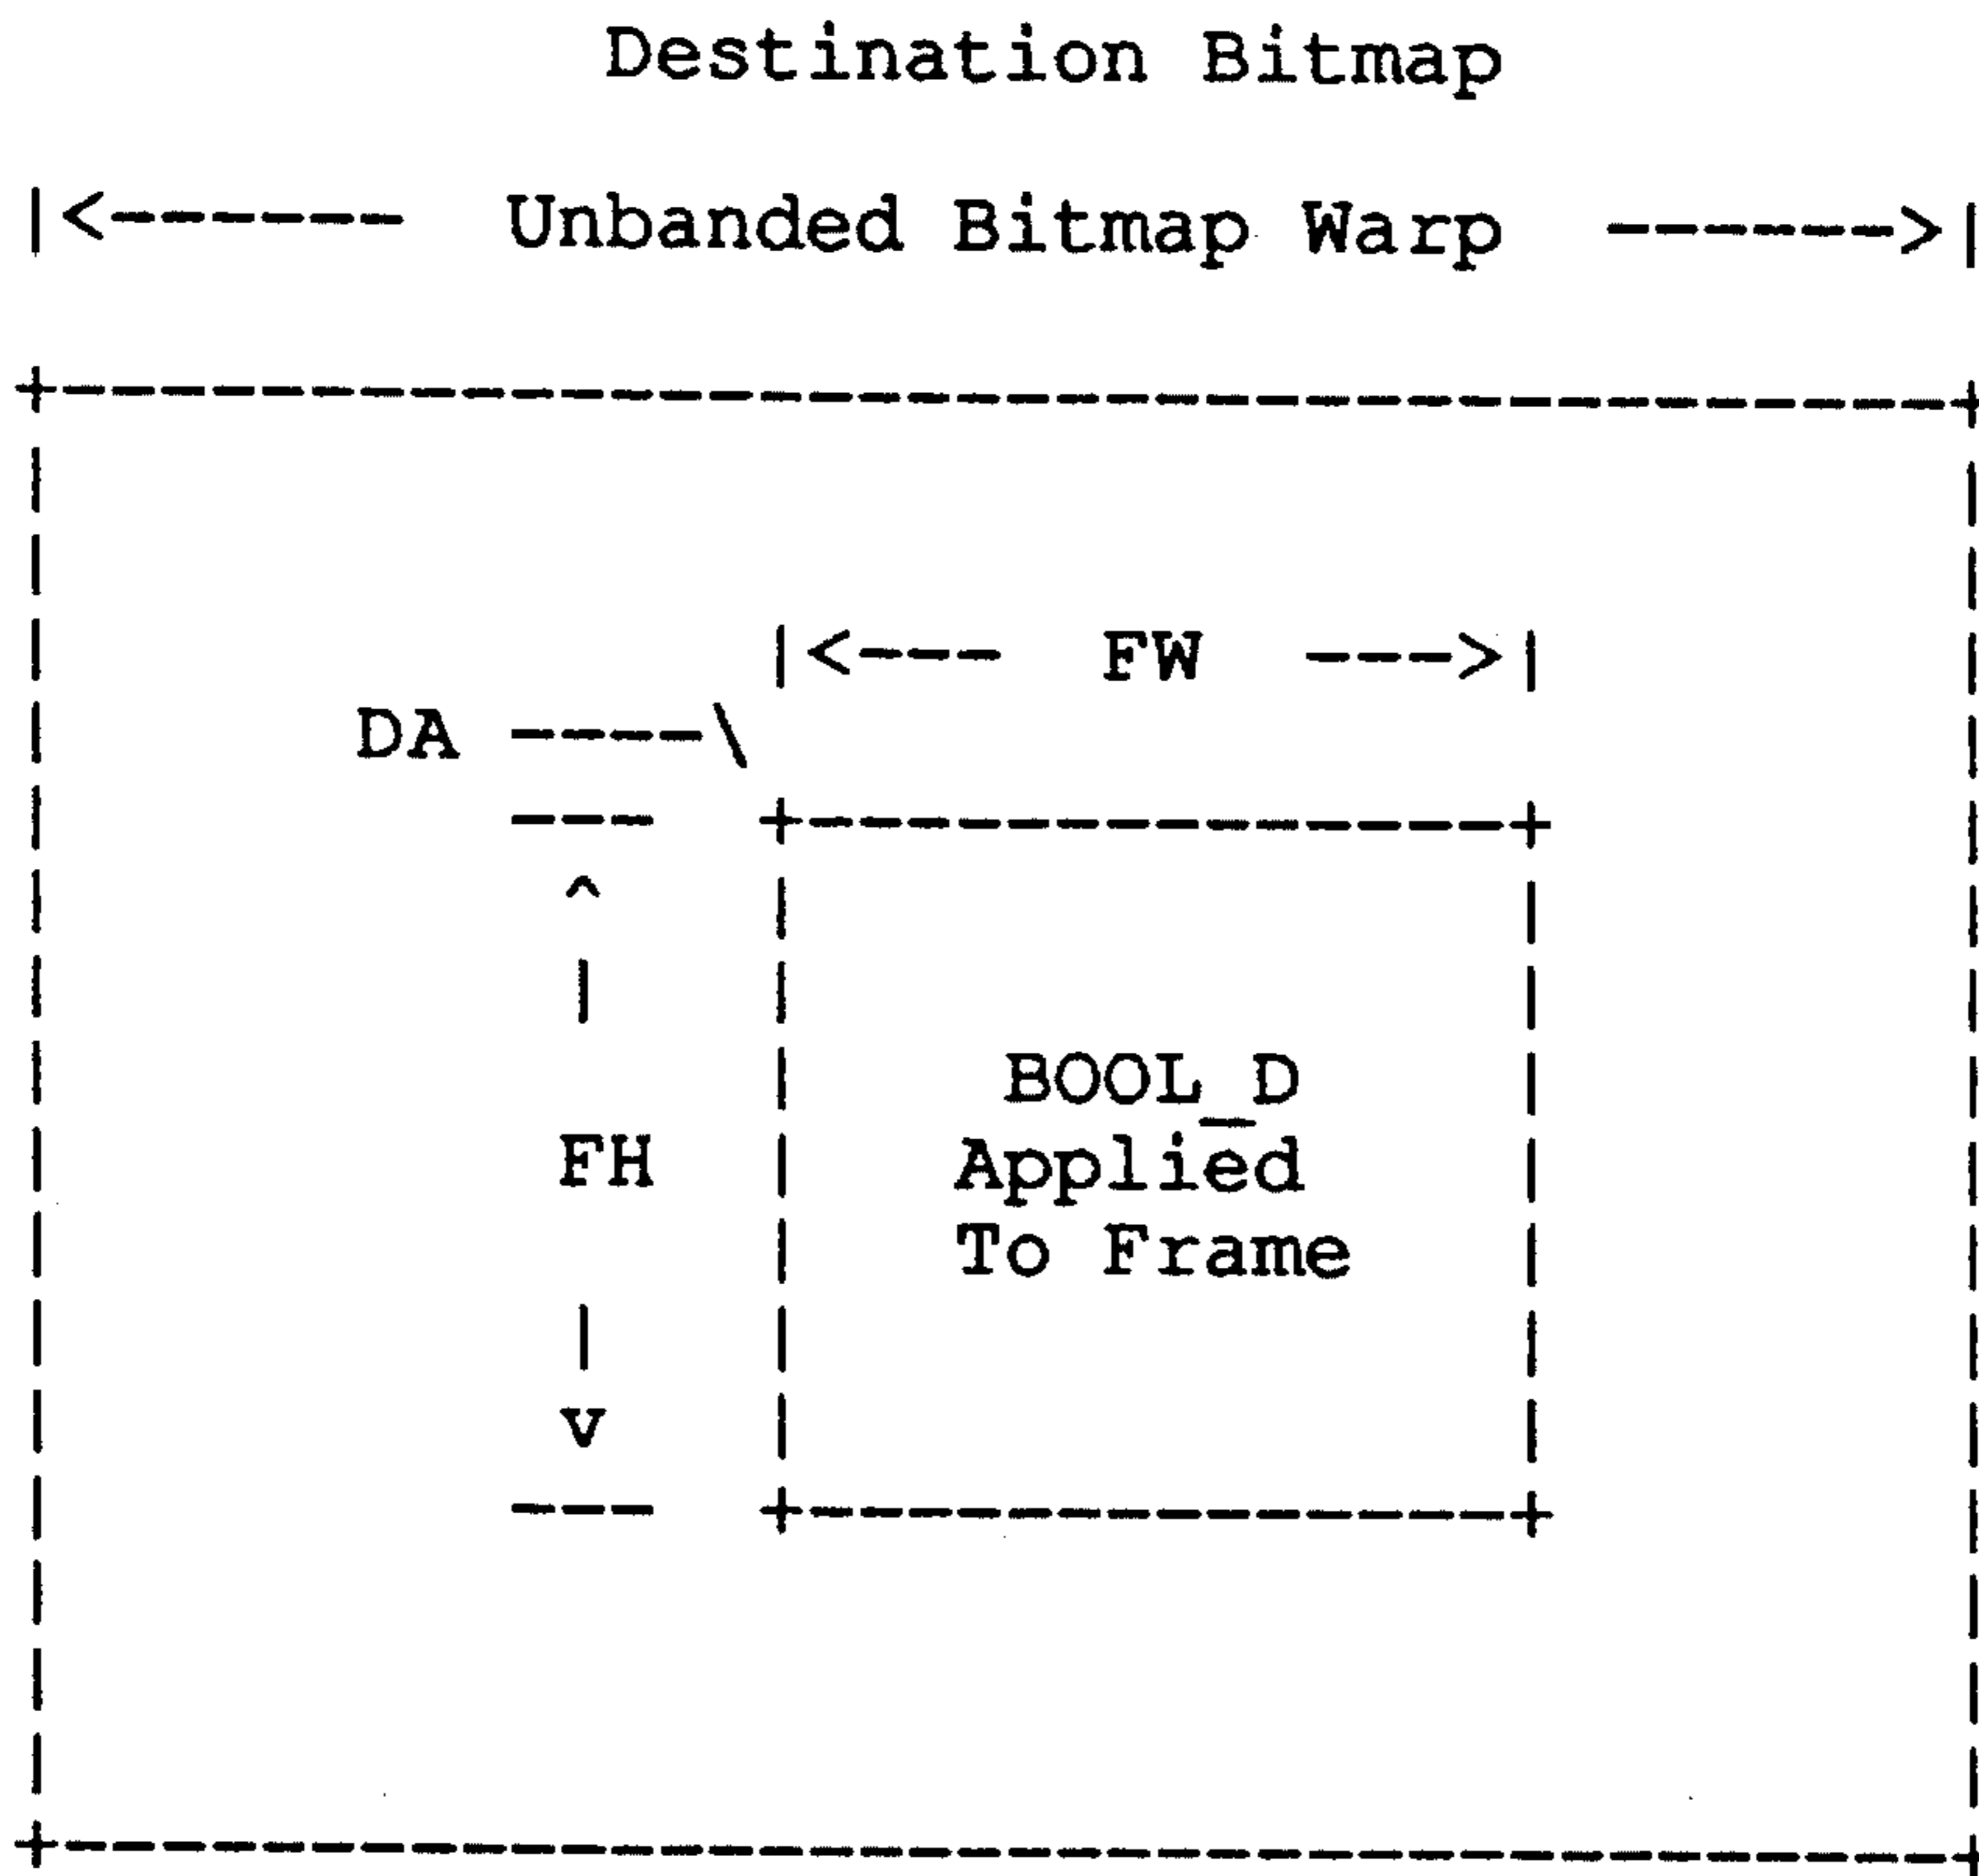 Destination Bitmap
|<------ Unbanded Bitmap Warp ------>|
|<--- FW --->|
DA ----\
FH
BOOL_D
Applied
To Frame
v